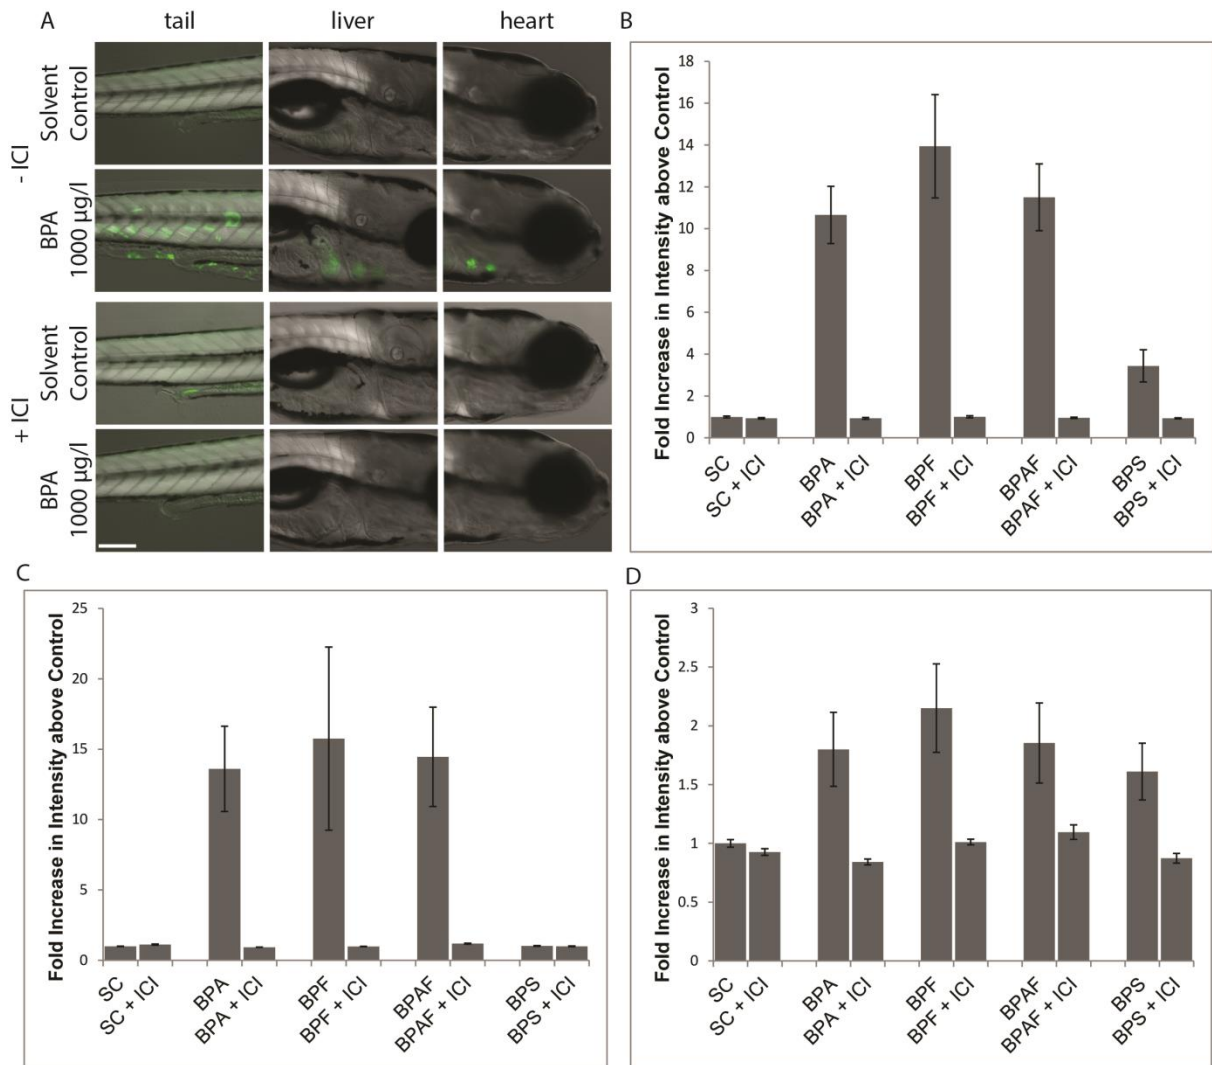 A
tail
liver
heart
- ICI
Solvent
Control
BPA
1000 µg/l
+ ICI
Solvent
Control
BPA
1000 µg/l
B
Fold Increase in Intensity above Control
18
16
14
12
10
8
6
4
2
0
SC
SC + ICI
BPA
BPA + ICI
BPF
BPF + ICI
BPAF
BPAF + ICI
BPS
BPS + ICI
C
Fold Increase in Intensity above Control
25
20
15
10
5
0
SC
SC + ICI
BPA
BPA + ICI
BPF
BPF + ICI
BPAF
BPAF + ICI
BPS
BPS + ICI
D
Fold Increase in Intensity above Control
3
2.5
2
1.5
1
0.5
0
SC
SC + ICI
BPA
BPA + ICI
BPF
BPF + ICI
BPAF
BPAF + ICI
BPS
BPS + ICI